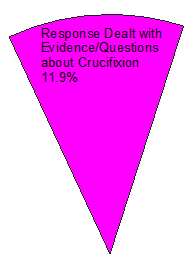 Response Dealt with
Evidence/Questions
about Crucifixion
11.9%